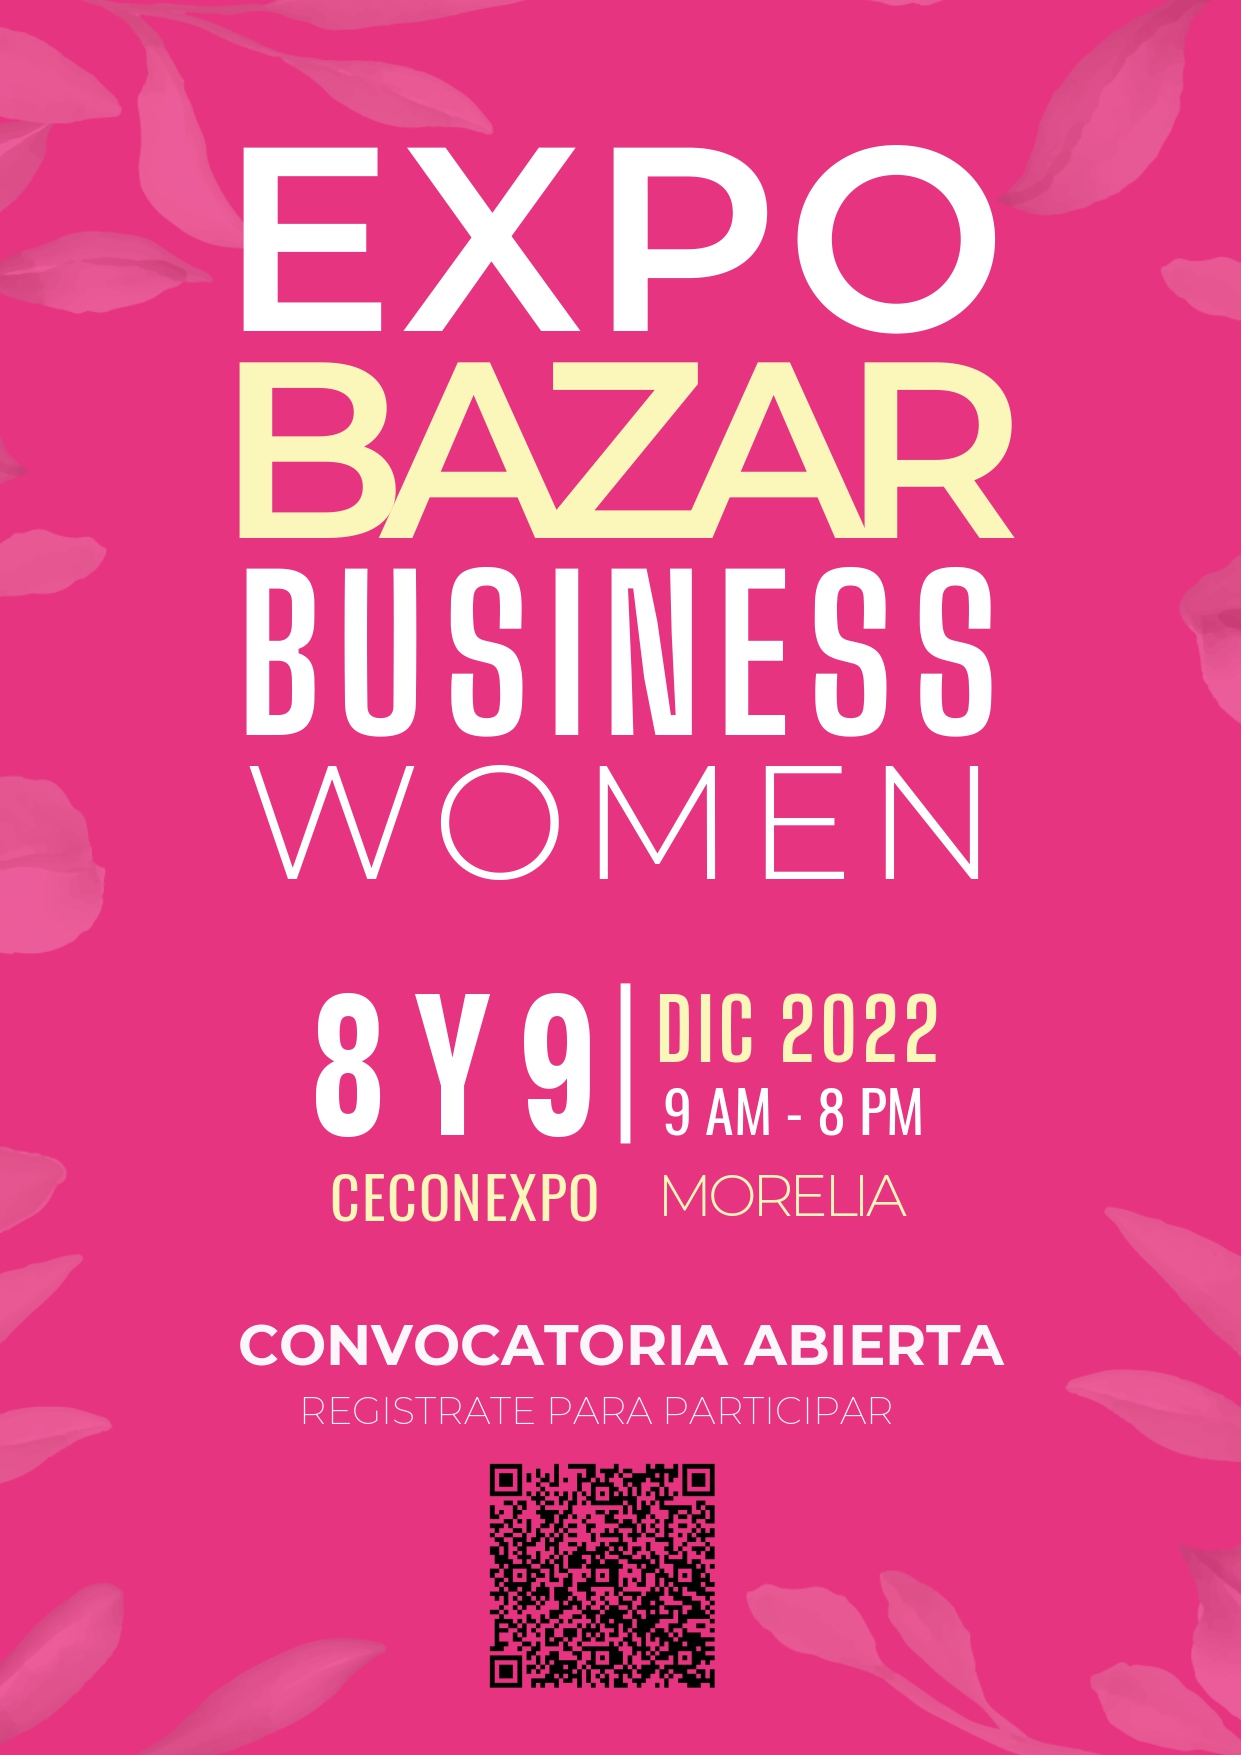 EXPO
BAZAR
BUSINESS
WOMEN
8 Y 9
DIC 2022
9 AM - 8 PM
CECONEXPO MORELIA
CONVOCATORIA ABIERTA
REGISTRATE PARA PARTICIPAR